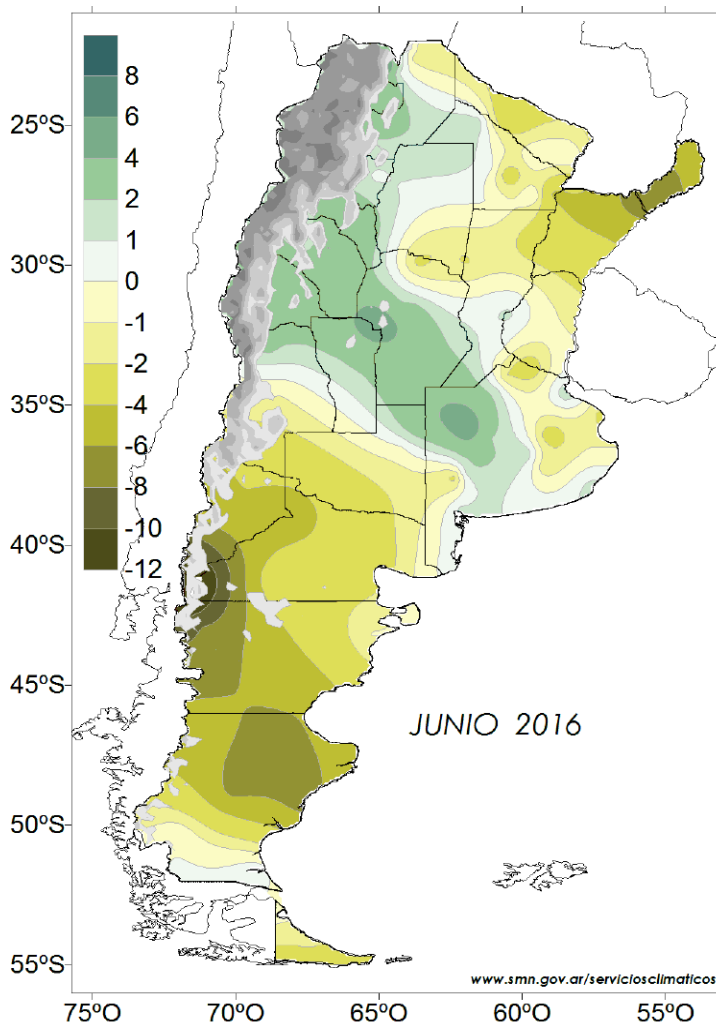 8
6
4
2
1
0
-1
-2
-4
-6
-8
-10
-12
25ºS
30ºS
35ºS
40ºS
45ºS
50ºS
55ºS
JUNIO 2016
www.smn.gov.ar/serviciosclimaticos
75ºO 70ºO 65ºO 60ºO 55ºO